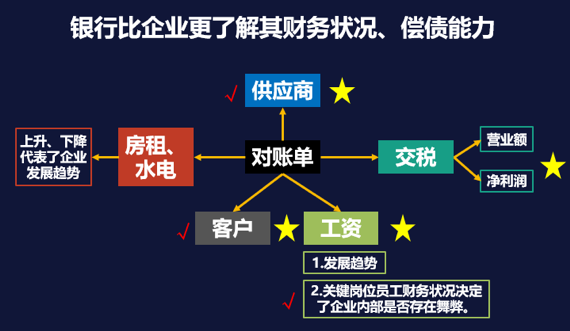 银行比企业更了解其财务状况、偿债能力
供应商
上升、下降
代表了企业
发展趋势
房租、
水电
对账单
交税
营业额
净利润
客户
工资
1.发展趋势
2.关键岗位员工财务状况决定
了企业内部是否存在舞弊。